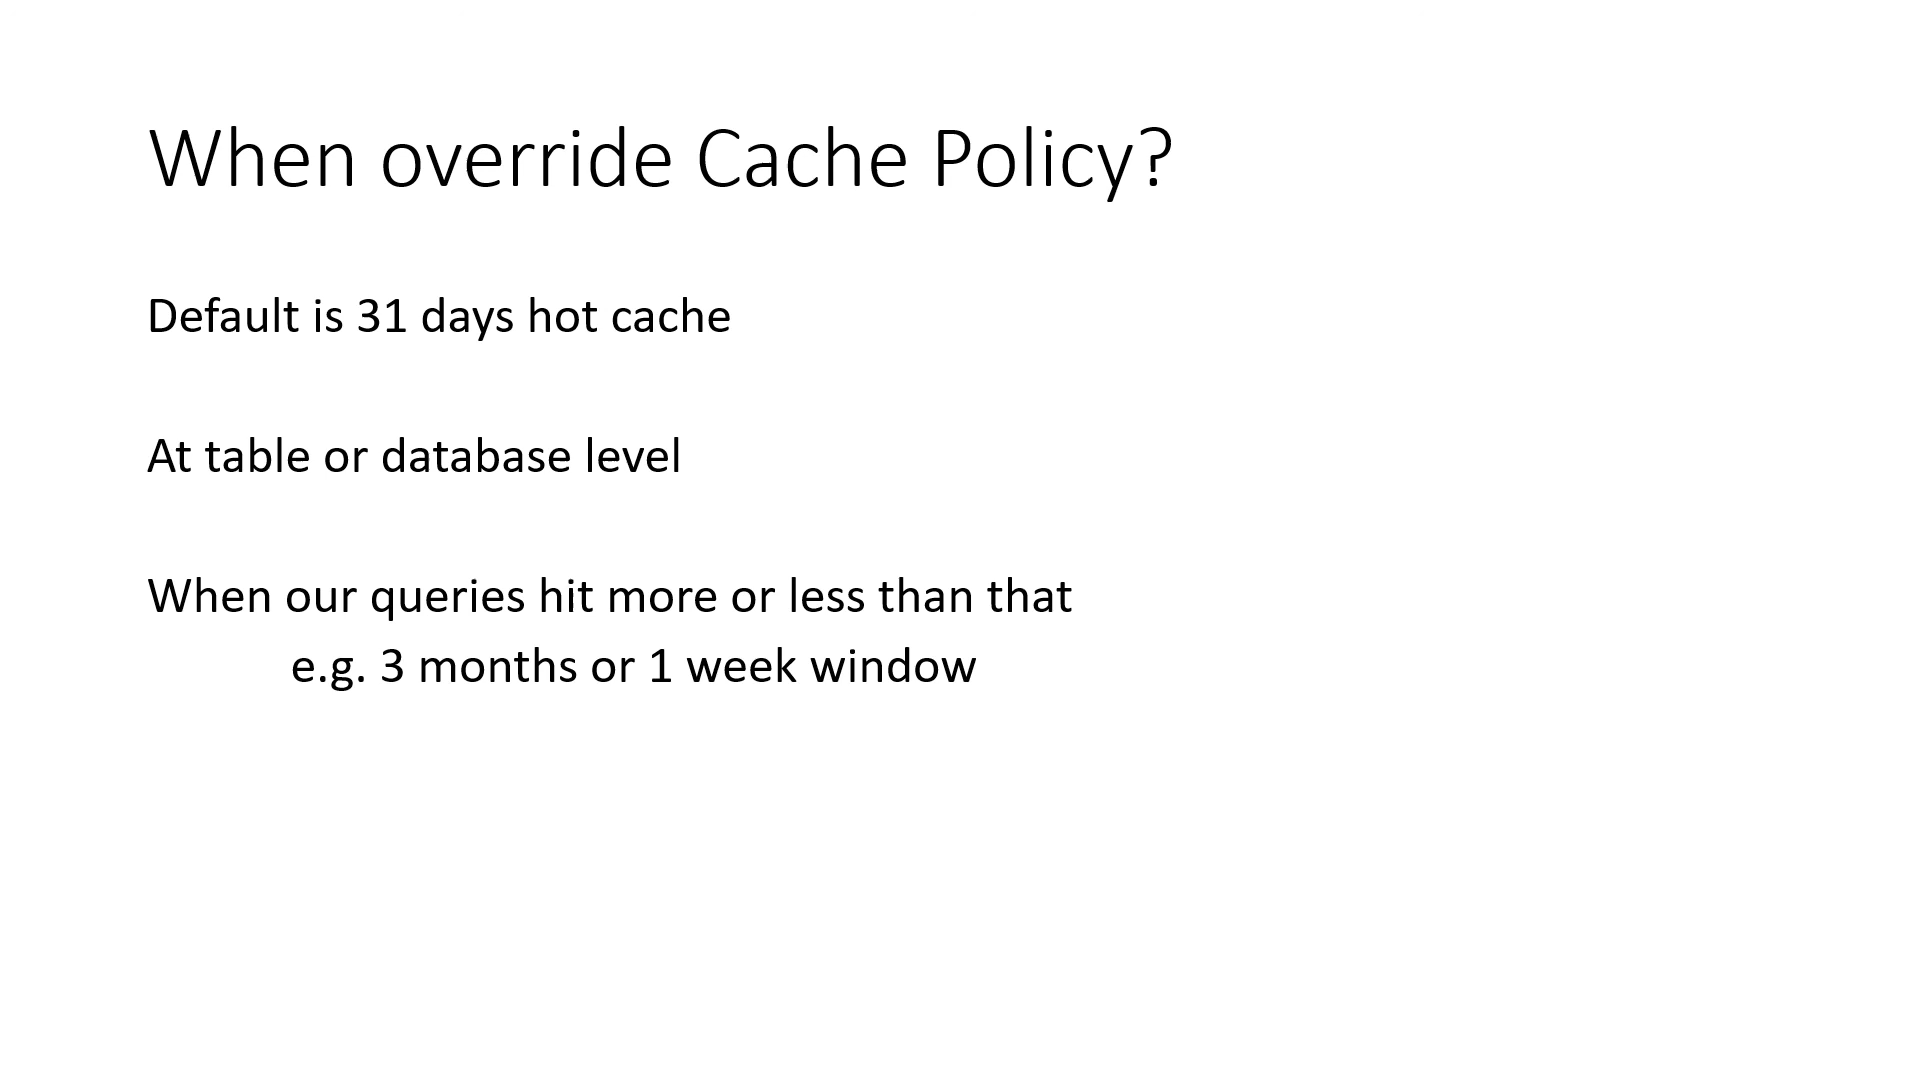 When override Cache Policy?
Default is 31 days hot cache
At table or database level
When our queries hit more or less than that
e.g. 3 months or 1 week window